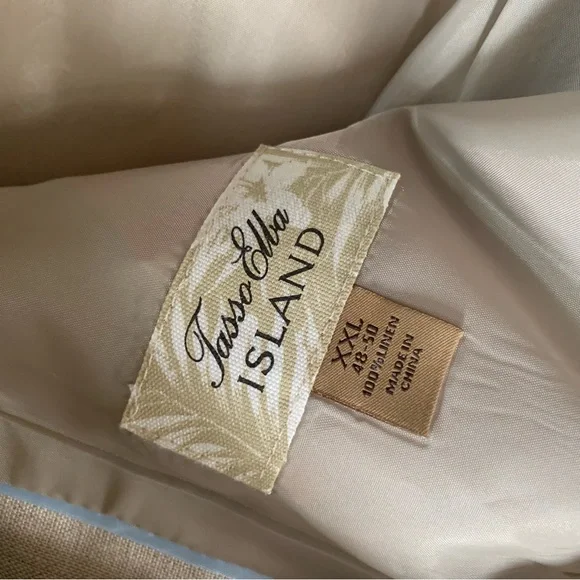 Tasso Elba
ISLAND
XXL
48-50
100% LINEN
MADE IN
CHINA